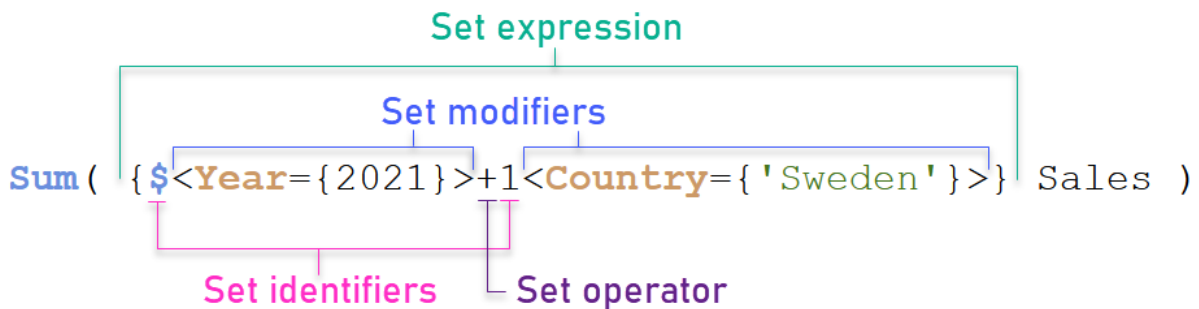 Set expression
Set modifiers
Sum( {$<Year={2021}>+1<Country={'Sweden'}>} Sales )
Set identifiers Set operator